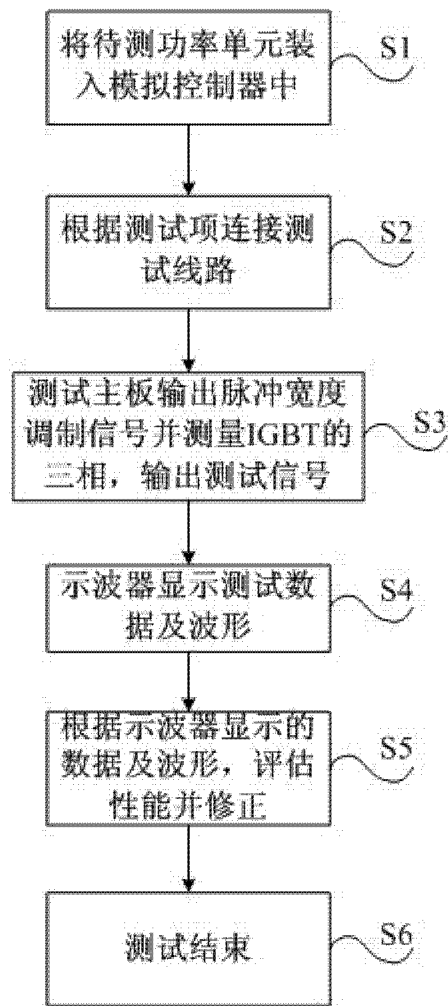 将待测功率单元装
入模拟控制器中
S1
根据测试项连接测
试线路
S2
测试主板输出脉冲宽度
调制信号并测量IGBT的
三相，输出测试信号
S3
示波器显示测试数
据及波形
S4
根据示波器显示的
数据及波形，评估
性能并修正
S5
测试结束
S6